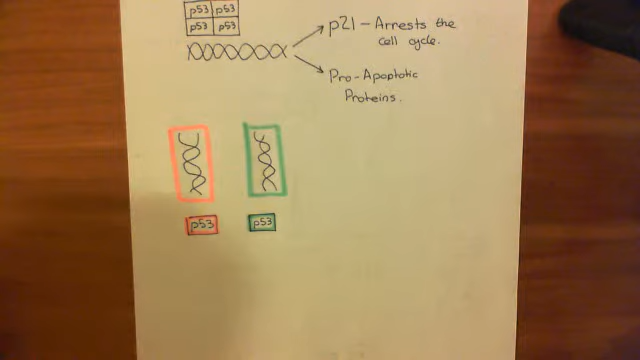 p53 p53
p53 p53
p21 - Arrests the
cell cycle.
Pro-Apoptotic
Proteins.
p53 p53